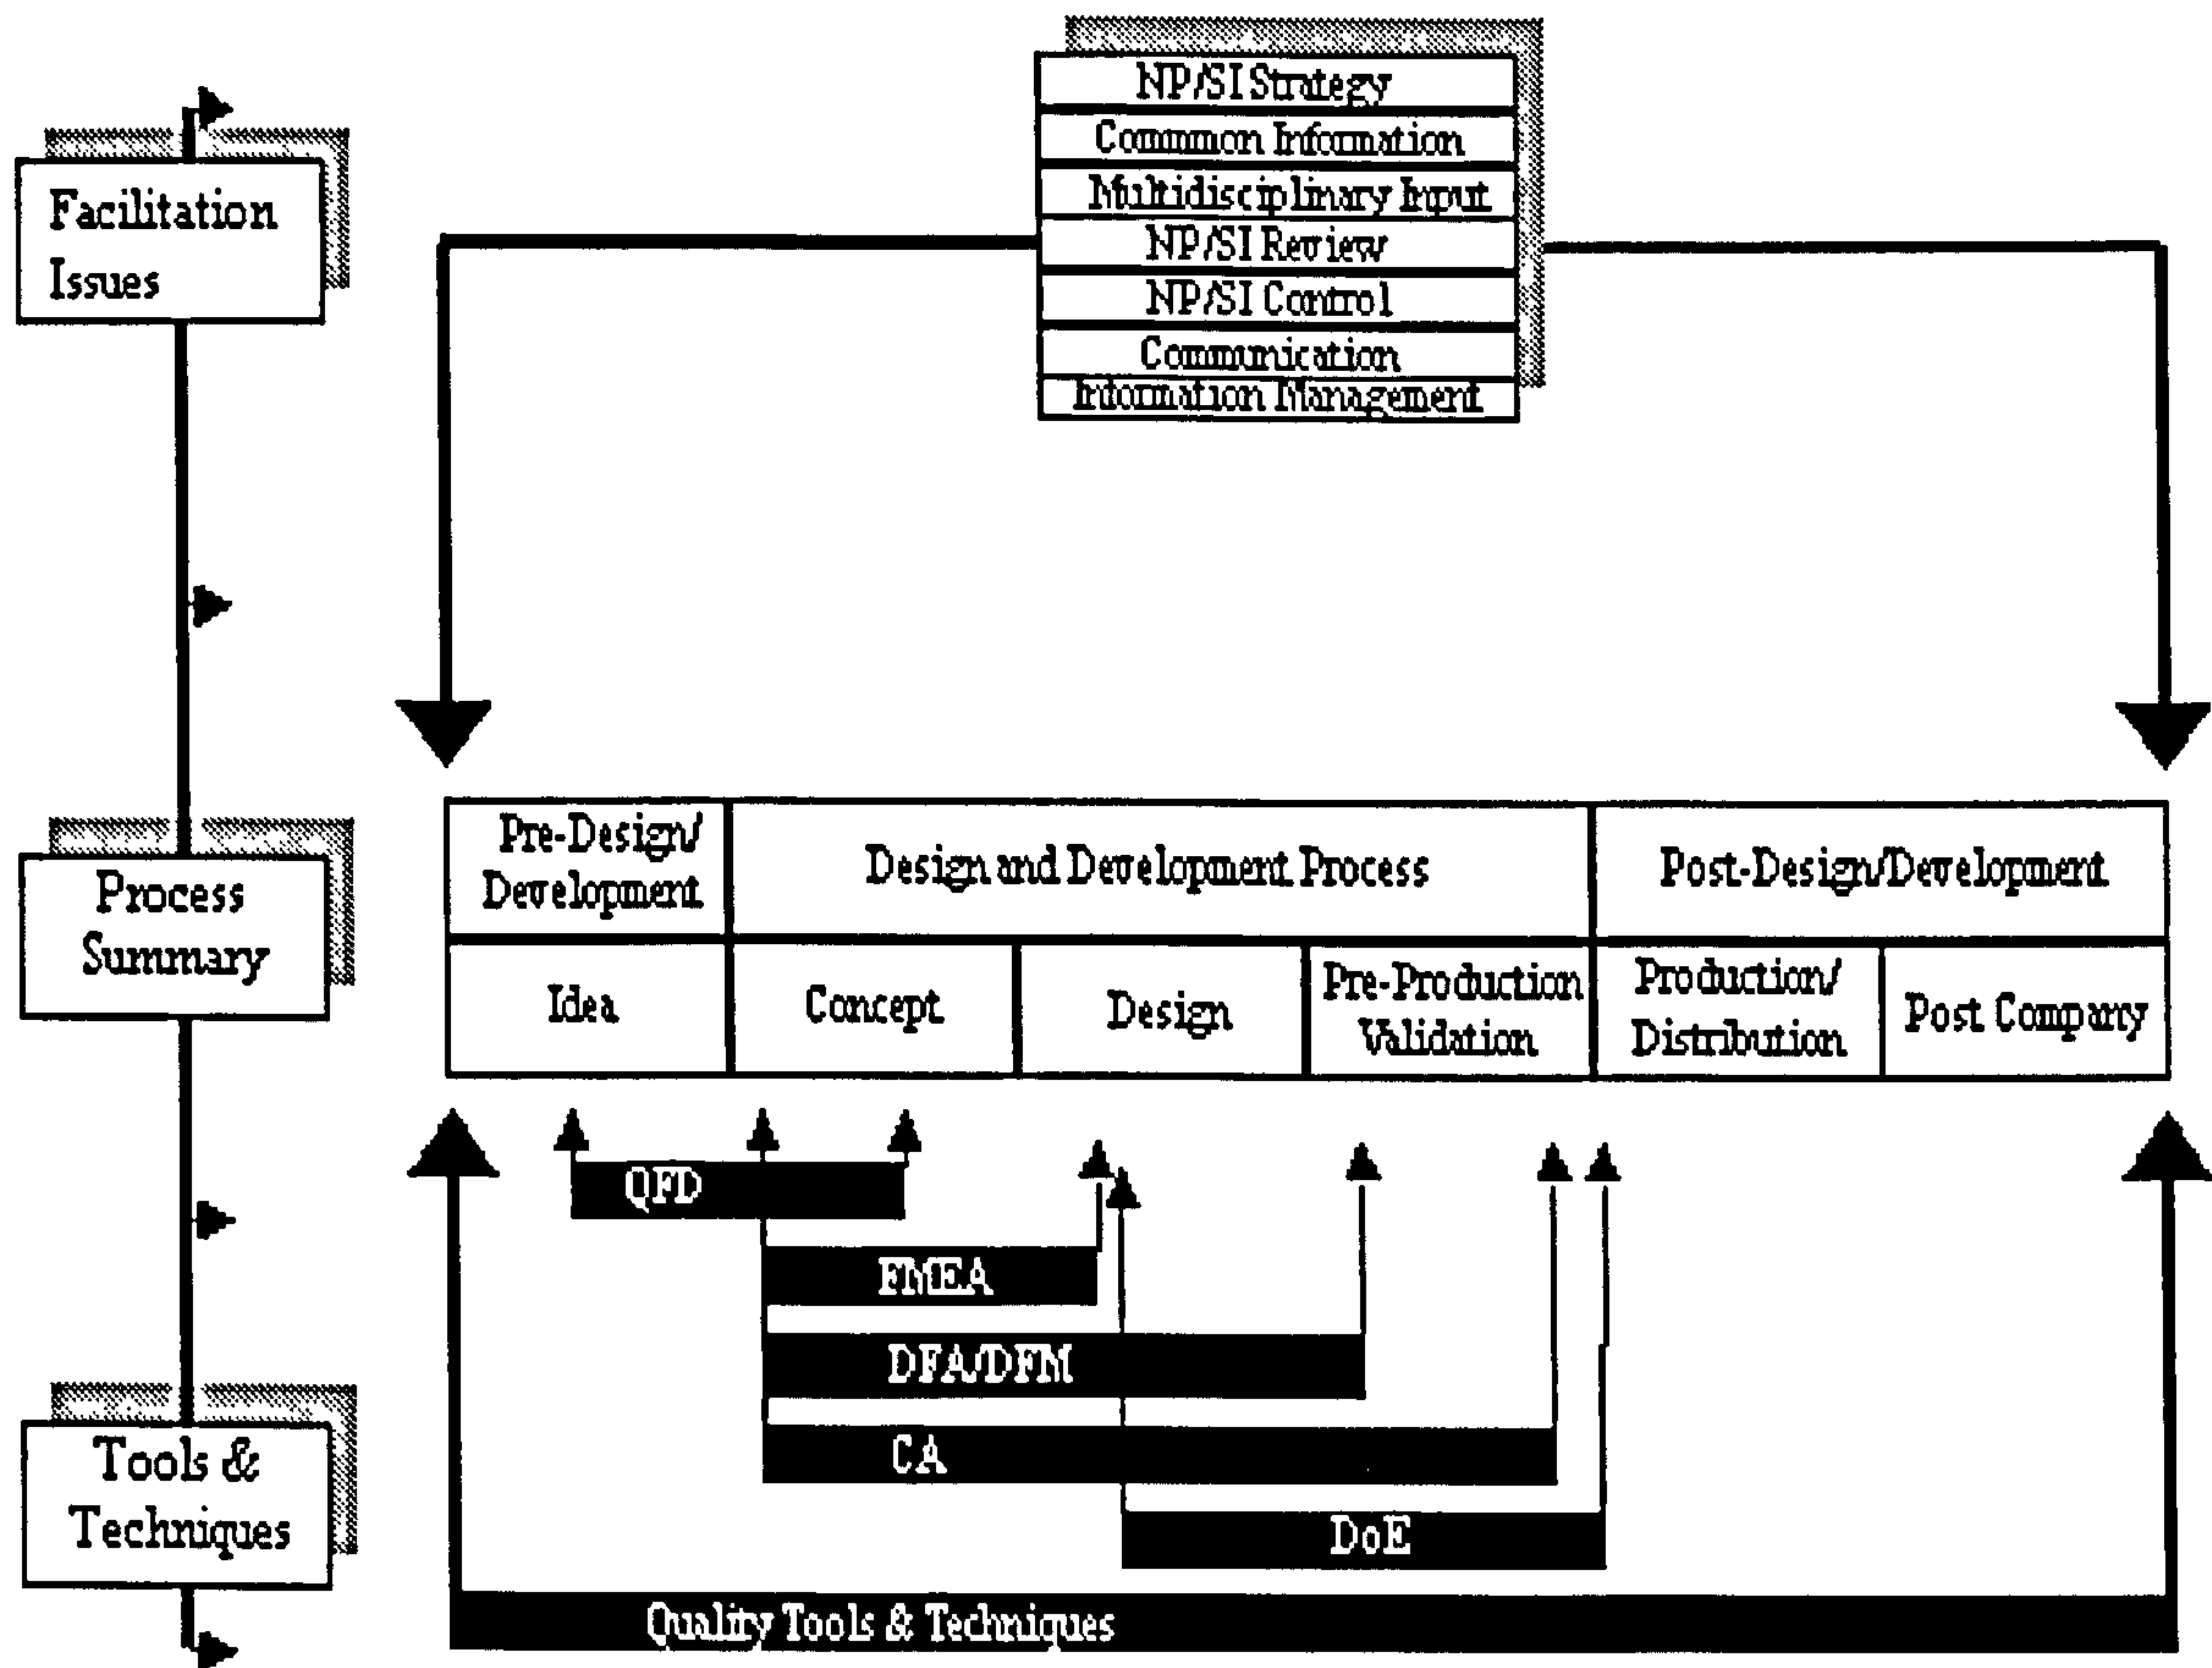 NP/SI Strategy
Common Information
Multidisciplinary Input
NP/SI Review
NP/SI Control
Communication
Information Management
Facilitation
Issues
Process
Summary
Pre-Design/
Development
Design and Development Process
Post-Design/Development
Idea
Concept
Design
Pre-Production
Validation
Production/
Distribution
Post Company
Tools &
Techniques
QFD
FMEA
DFA/DFM
CA
DoE
Quality Tools & Techniques